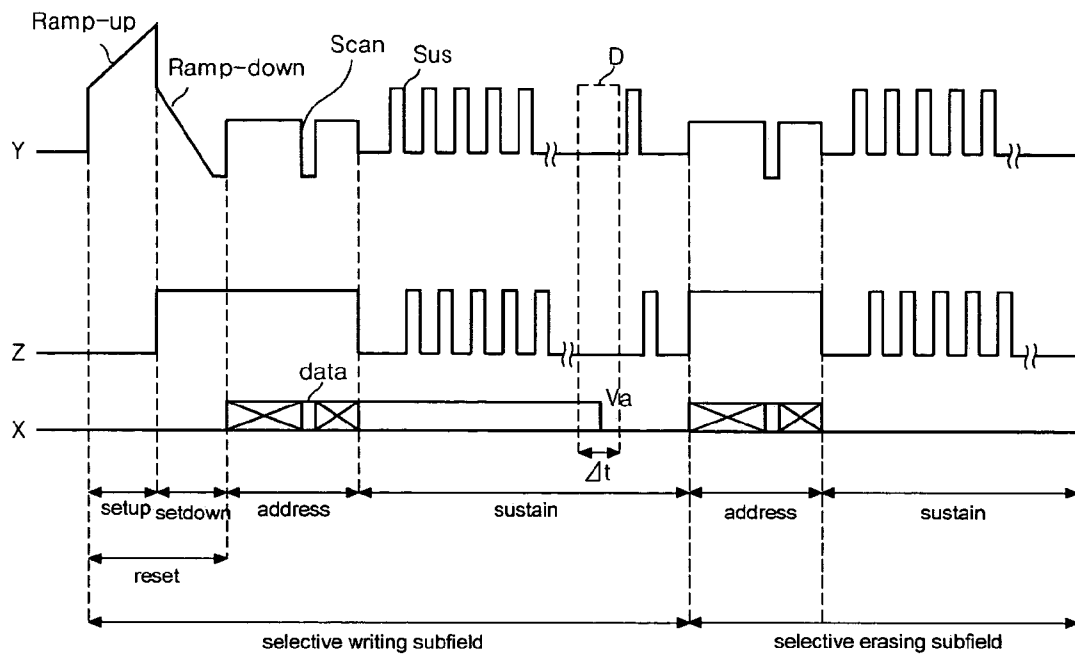 Ramp-up
Ramp-down
Scan
Sus
D
Y
Z
data
Va
X
Δt
setup
setdown
address
sustain
address
sustain
reset
selective writing subfield
selective erasing subfield